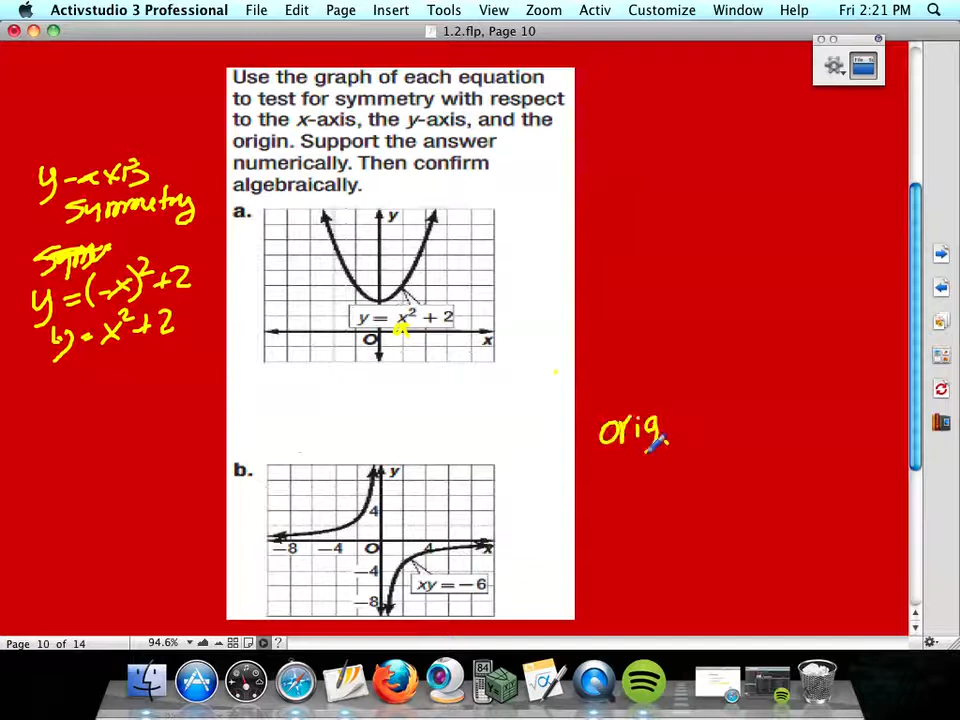 Activstudio 3 Professional File Edit Page Insert Tools View Zoom Activ Customize Window Help Fri 2:21 PM
1.2.flp, Page 10
Use the graph of each equation
to test for symmetry with respect
to the x-axis, the y-axis, and the
origin. Support the answer
numerically. Then confirm
algebraically.
y-axis
symmetry
y = (-x)² + 2
y = x² + 2
a.
y
y = x² + 2
O
x
orig
b.
y
4
-8 -4 O 4 x
-4
xy = -6
-8
Page 10 of 14
94.6%
?
84